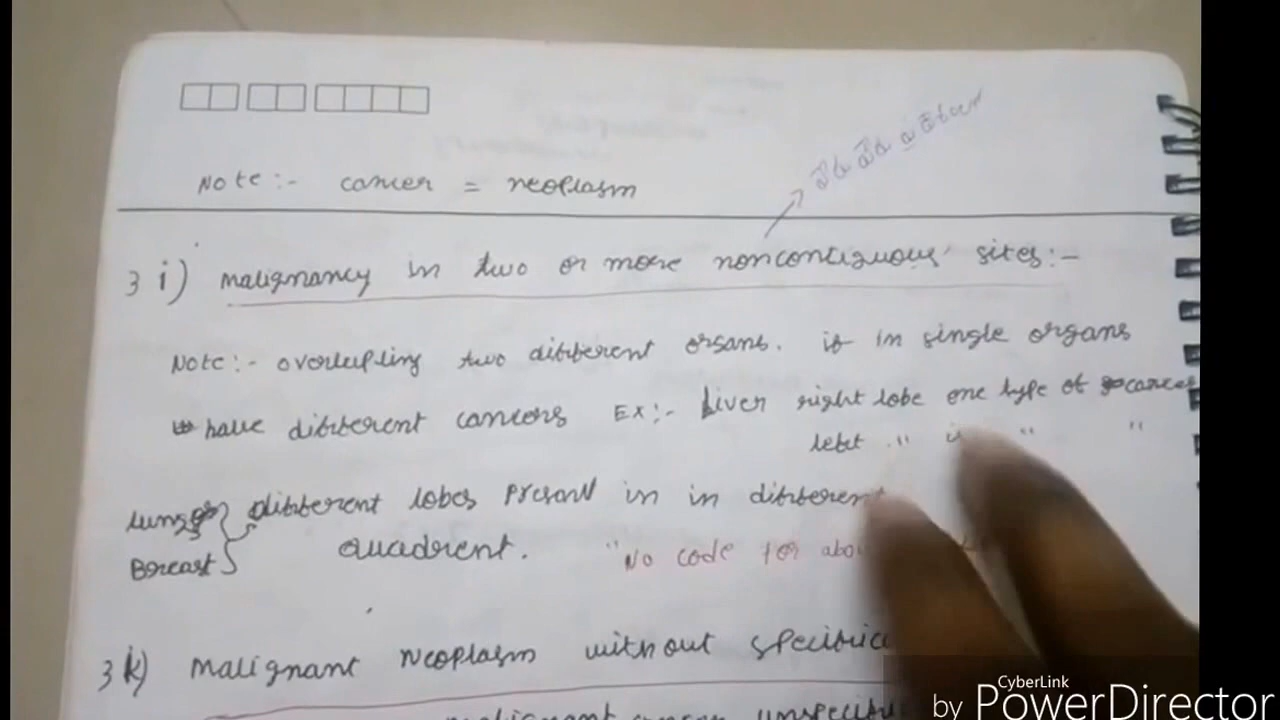 Note:- cancer = neoplasm
3 i) malignancy in two or more noncontiguous sites:-
Note:- overlupling two different organs. if in single organs
have different cancers Ex:- Liver right lobe one type of cancer
left " " "
Lungs different lobes present in in different
Breast quadrent. "No code for
3 k) malignant neoplasm without
CyberLink
by PowerDirector